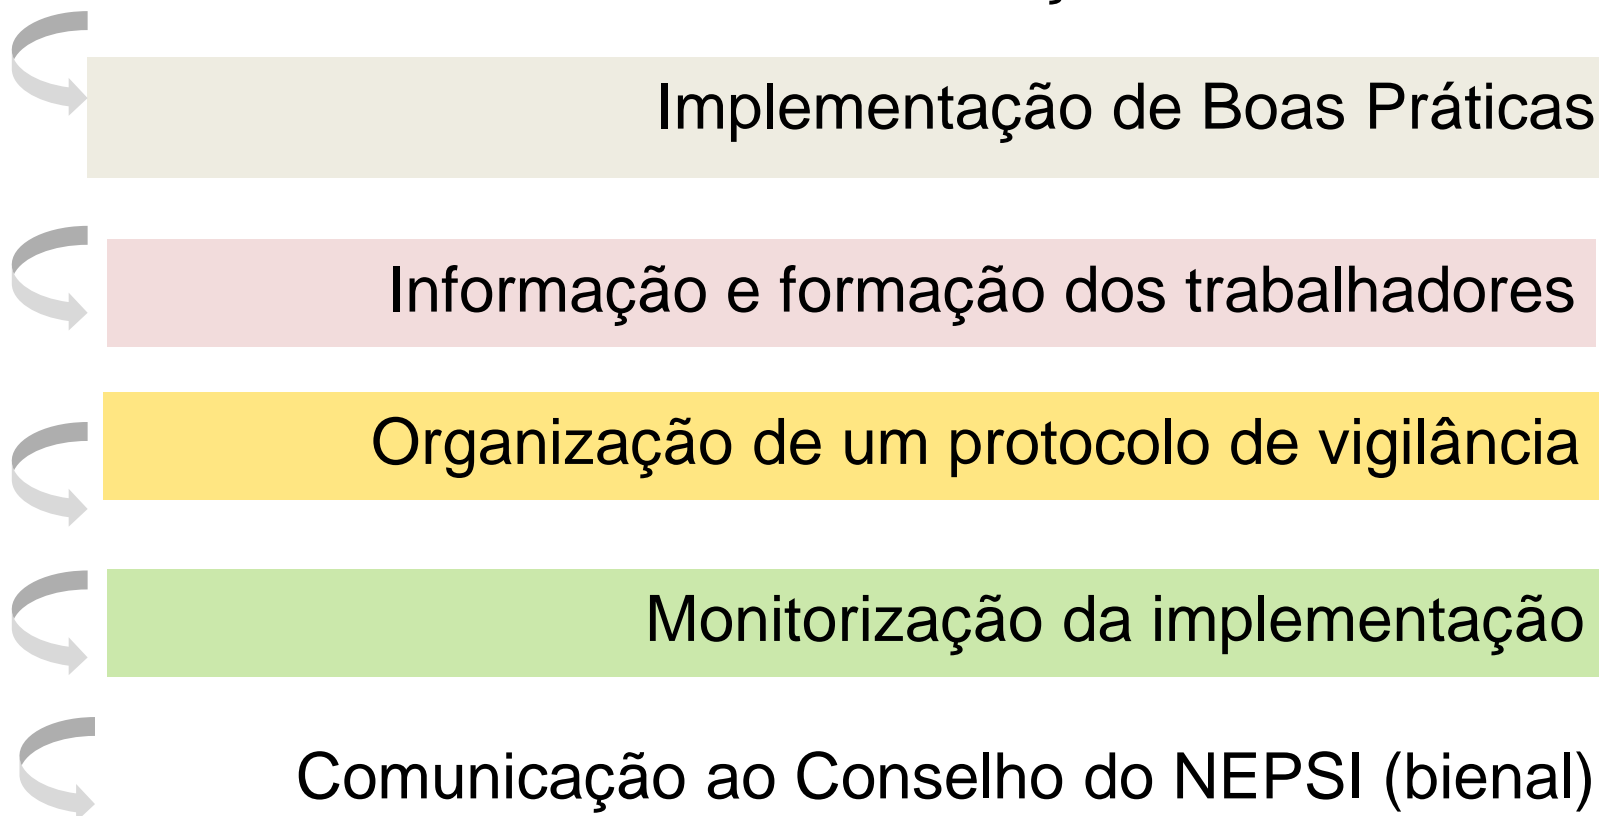 Implementação de Boas Práticas
Informação e formação dos trabalhadores
Organização de um protocolo de vigilância
Monitorização da implementação
Comunicação ao Conselho do NEPSI (bienal)